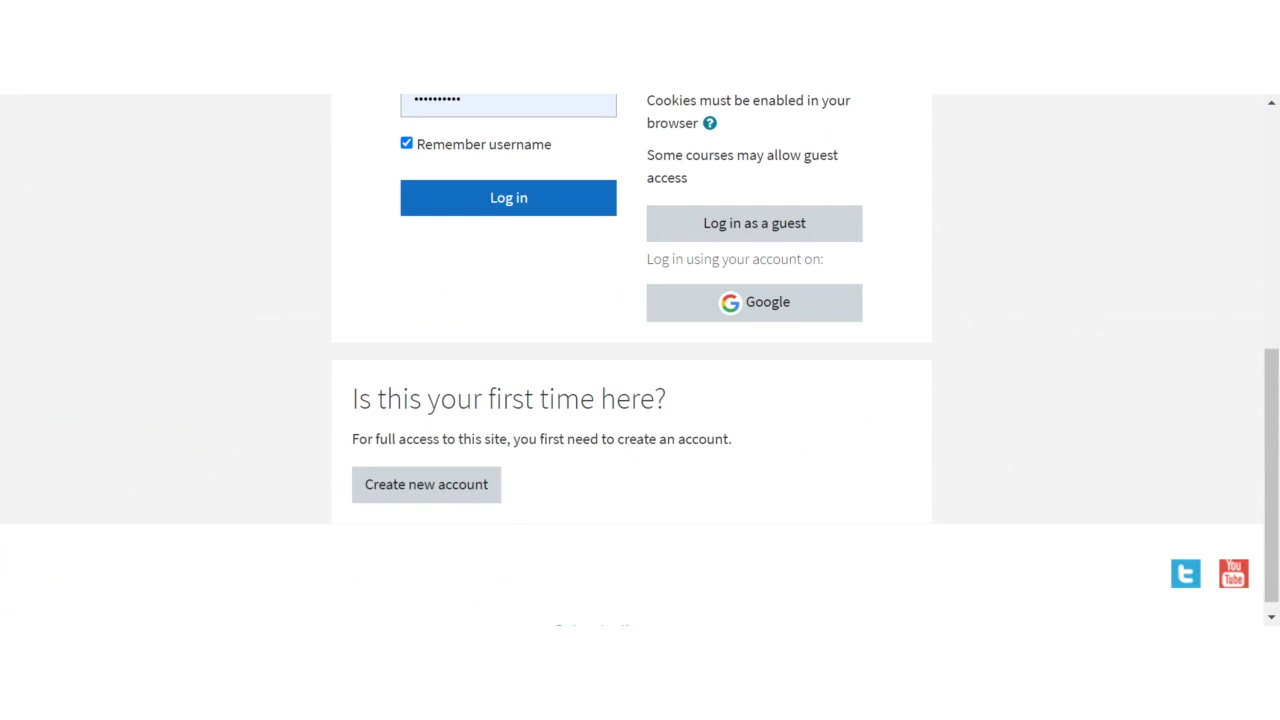 ••••••••••
Remember username
Log in
Cookies must be enabled in your
browser ?
Some courses may allow guest
access
Log in as a guest
Log in using your account on:
G Google
Is this your first time here?
For full access to this site, you first need to create an account.
Create new account
You
Tube